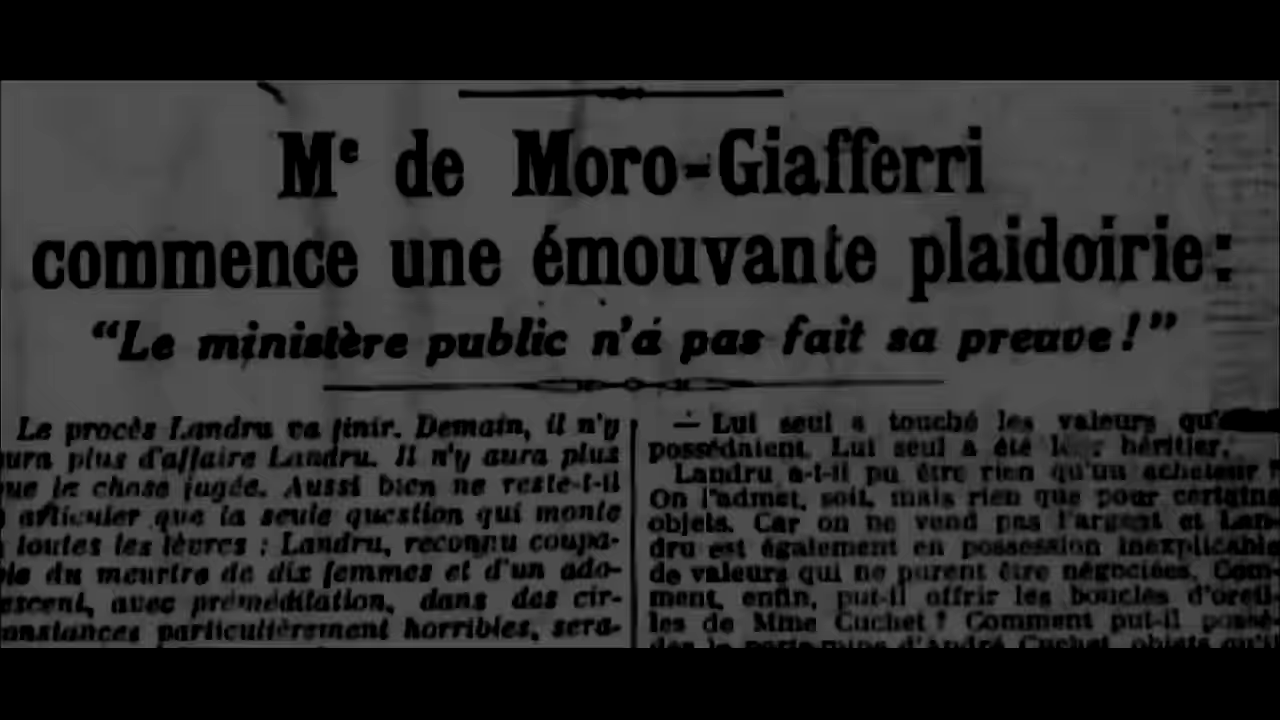 Me de Moro-Giafferri
commence une émouvante plaidoirie:
"Le ministère public n'á pas fait sa preuve!"
Le procès Landru va finir. Demain, il n'y
aura plus d'affaire Landru. Il n'y aura plus
que la chose jugée. Aussi bien ne reste-t-il
articuler que la seule question qui monte
toutes les lèvres : Landru, reconnu coupa-
du meurtre de dix femmes et d'un ado-
escent, avec préméditation, dans des cir-
onstances particulièrement horribles, sera-
— Lui seul a touché les valeurs
possédaient. Lui seul a été héritier.
Landru a-t-il pu être rien qu'un acheteur ?
On l'admet, soit, mais rien que pour certains
objets. Car on ne vend pas l'argent et Lan-
dru est également en possession inexplicable
de valeurs qui ne purent être négociées. Com-
ment, enfin, put-il offrir les boucles d'oreil-
les de Mme Cuchet ? Comment put-il possé-
d'André Cuchet, objets qu'il